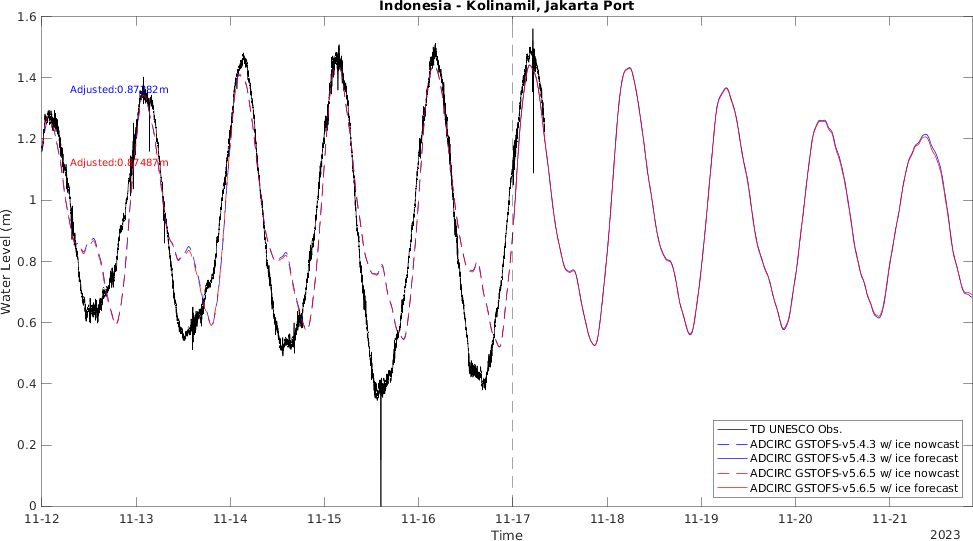 Indonesia - Kolinamil, Jakarta Port
1.6
1.4
1.2
1
0.8
0.6
0.4
0.2
0
Water Level (m)
Adjusted:0.87382m
Adjusted:0.87487m
TD UNESCO Obs.
ADCIRC GSTOFS-v5.4.3 w/ ice nowcast
ADCIRC GSTOFS-v5.4.3 w/ ice forecast
ADCIRC GSTOFS-v5.6.5 w/ ice nowcast
ADCIRC GSTOFS-v5.6.5 w/ ice forecast
11-12 11-13 11-14 11-15 11-16 11-17 11-18 11-19 11-20 11-21
Time
2023